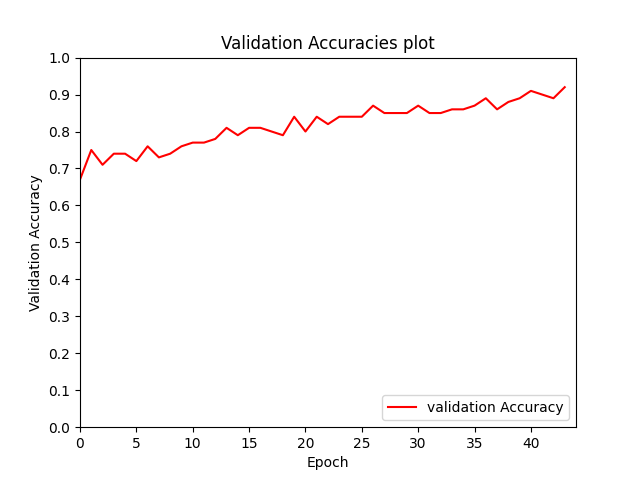 Validation Accuracies plot
1.0
0.9
0.8
0.7
0.6
0.5
0.4
0.3
0.2
0.1
0.0
Validation Accuracy
validation Accuracy
0 5 10 15 20 25 30 35 40
Epoch